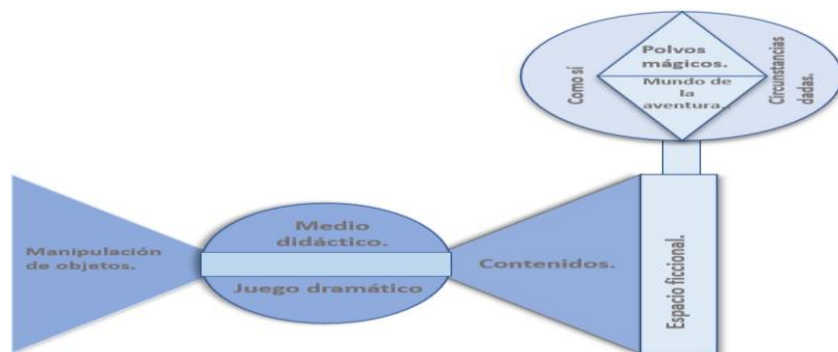 Manipulación
de objetos.
Medio
didáctico.
Juego dramático
Contenidos.
Espacio ficcional.
Como sí
Polvos
mágicos.
Mundo de
la
aventura..
Circunstancias
dadas.